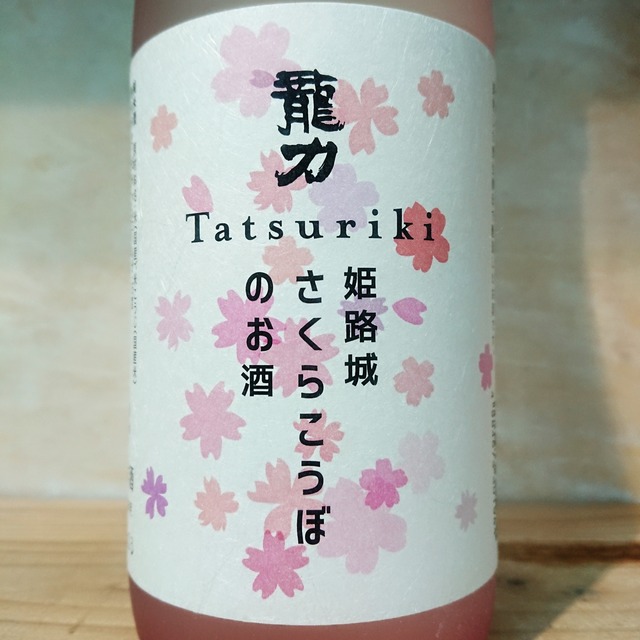 龍力
Tatsuriki
姫路城
さくらこうぼ
のお酒